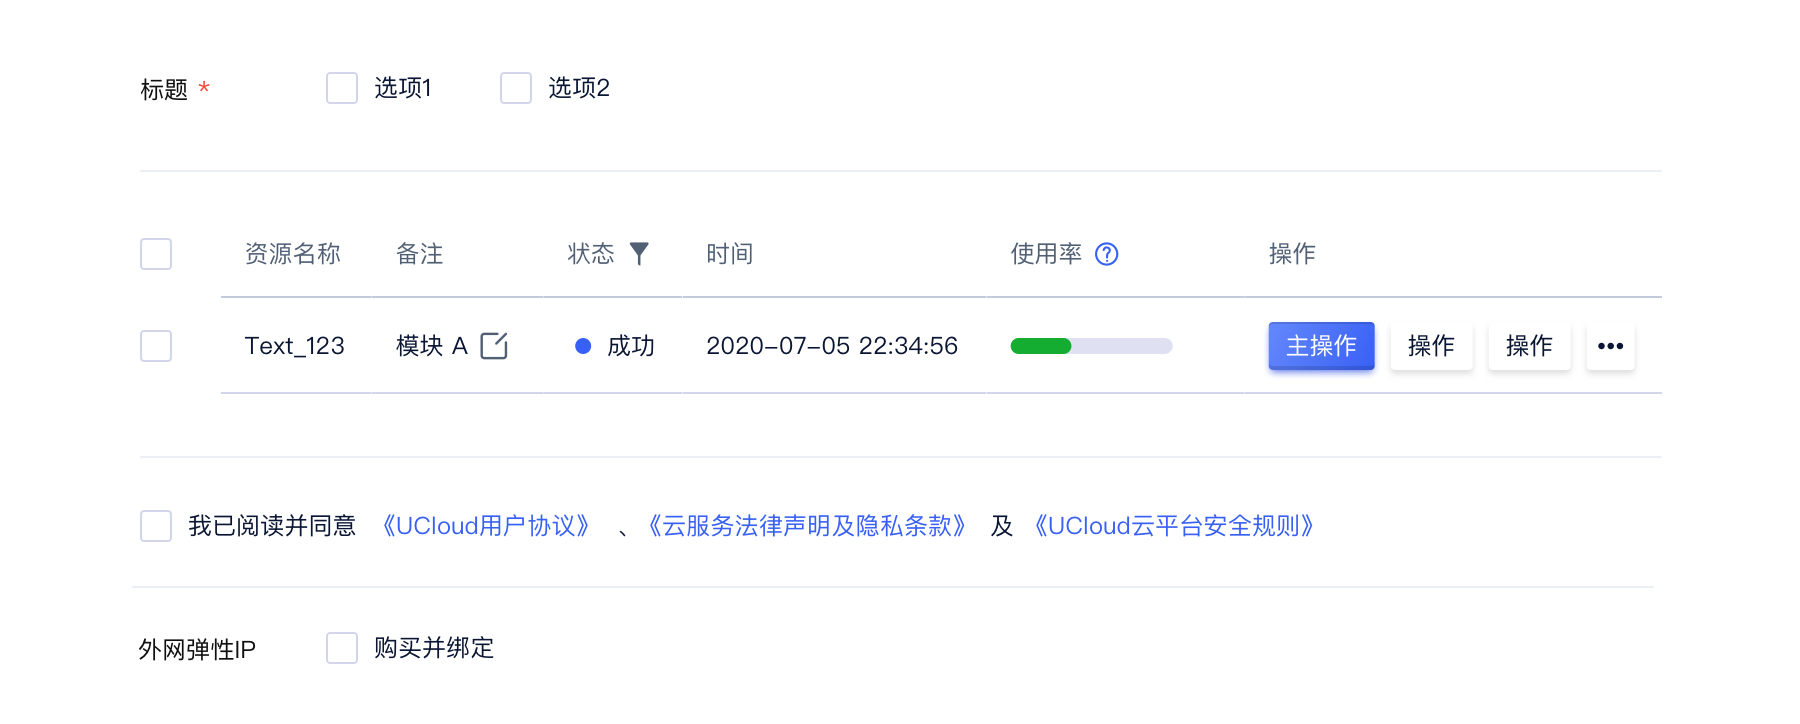 标题 * 选项1 选项2
资源名称 备注 状态 时间 使用率 操作
Text_123 模块 A 成功 2020-07-05 22:34:56 主操作 操作 操作 •••
我已阅读并同意 《UCloud用户协议》 、《云服务法律声明及隐私条款》 及 《UCloud云平台安全规则》
外网弹性IP 购买并绑定